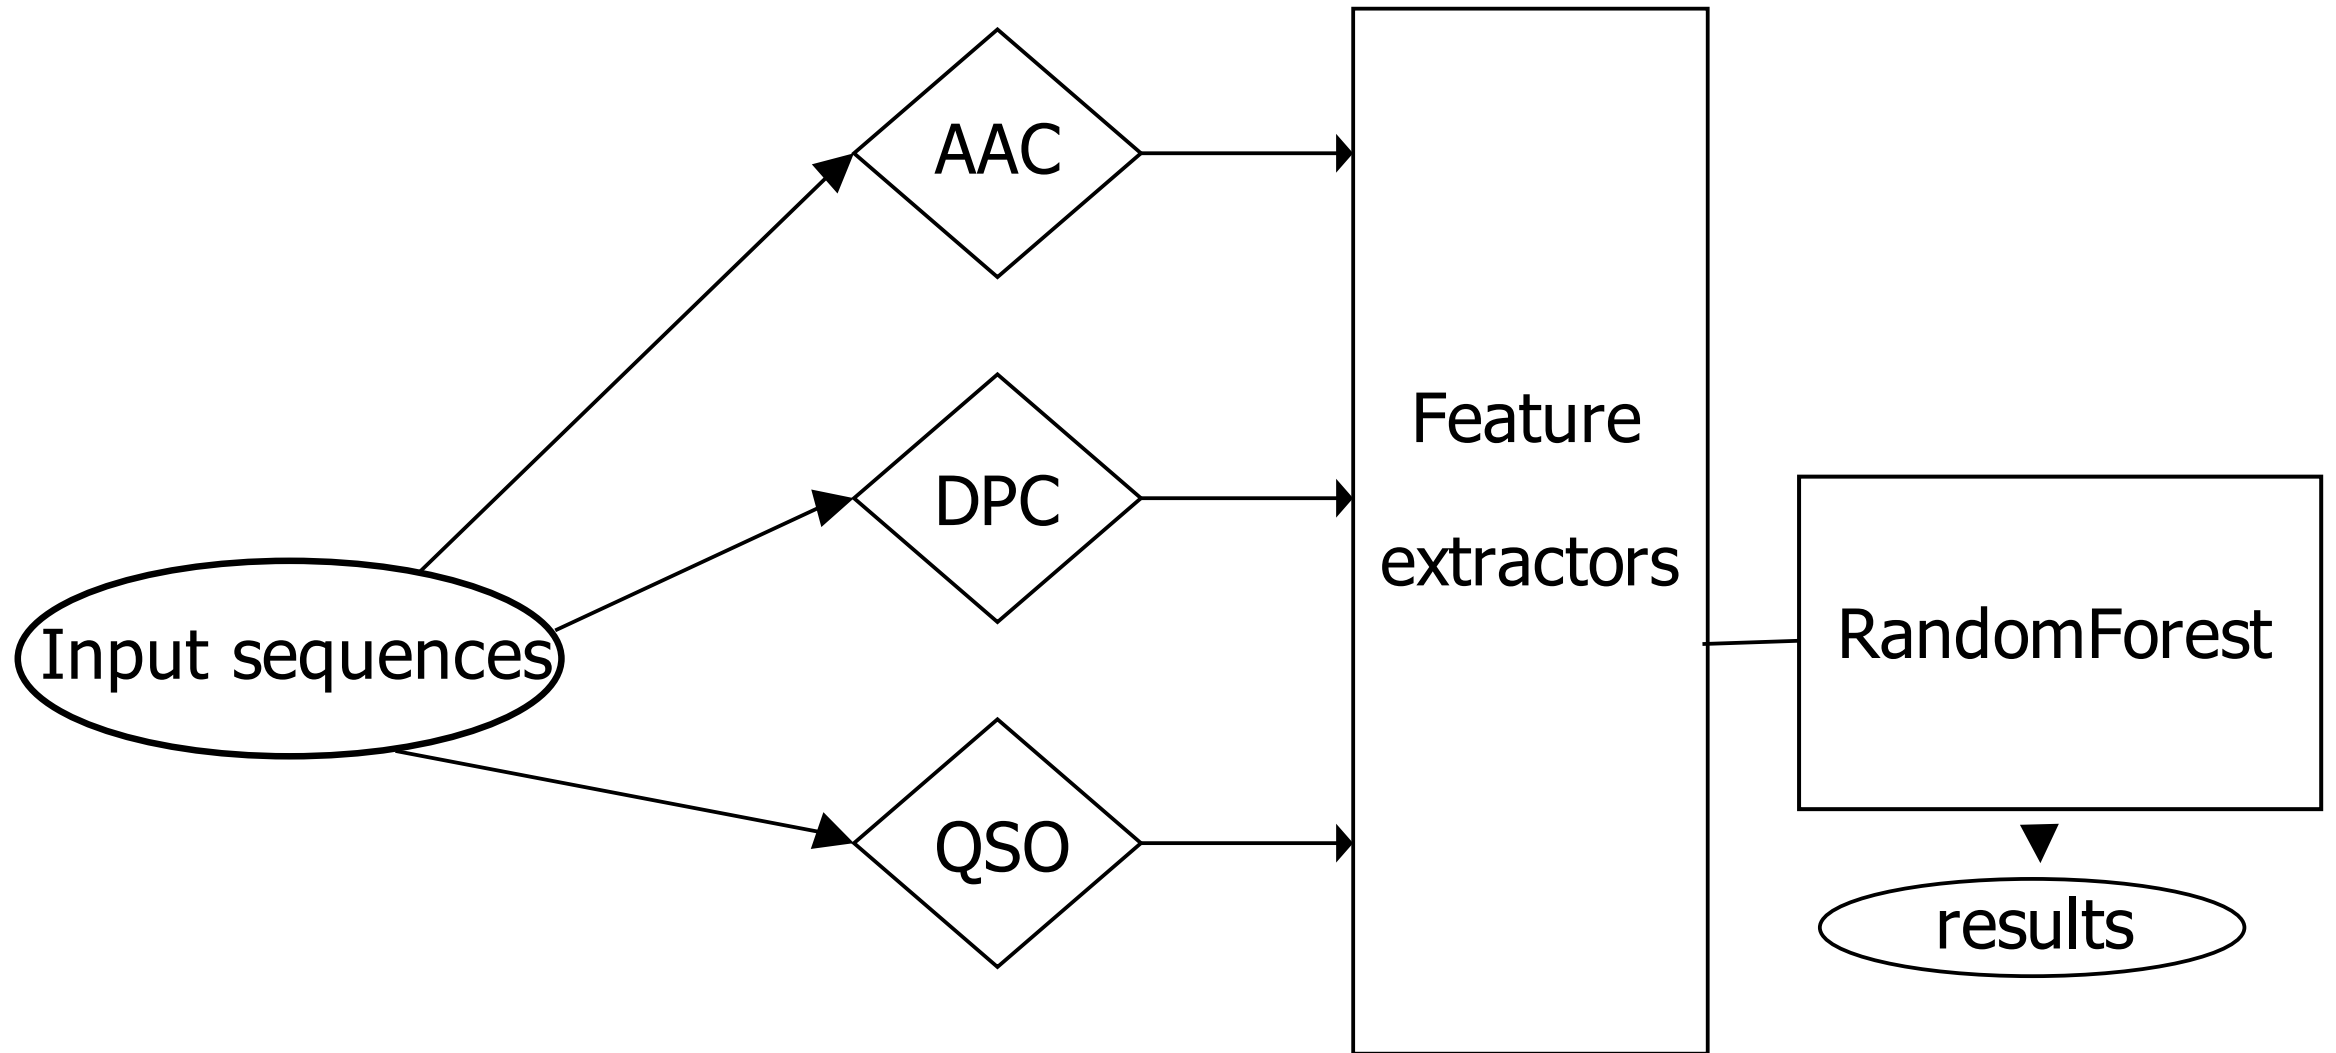 Input sequences
AAC
DPC
QSO
Feature
extractors
RandomForest
results